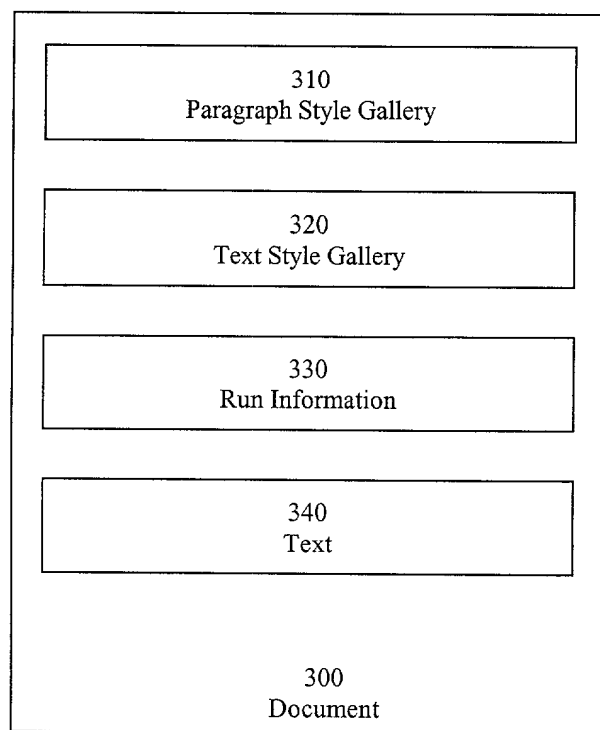 310
Paragraph Style Gallery
320
Text Style Gallery
330
Run Information
340
Text
300
Document